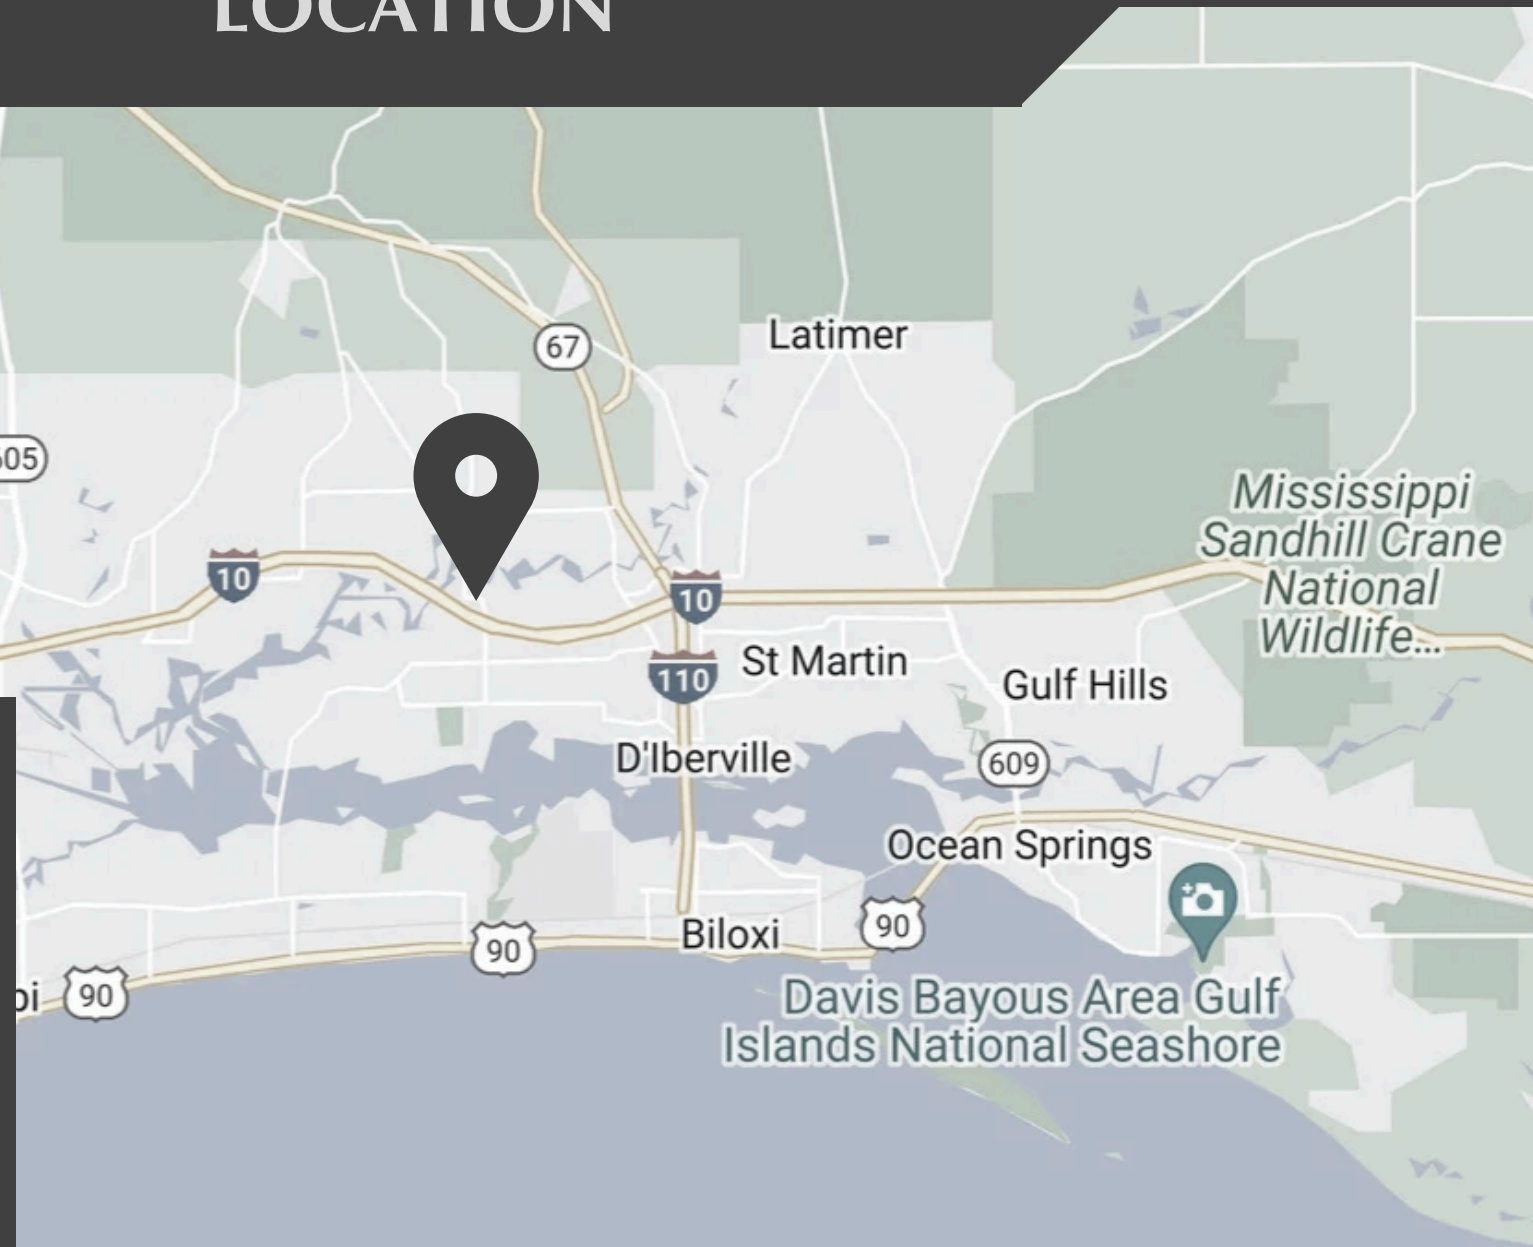 LOCATION
Latimer
67
10
10
110
St Martin
Gulf Hills
Mississippi
Sandhill Crane
National
Wildlife...
D'Iberville
609
Ocean Springs
Biloxi
90
90
90
Davis Bayous Area Gulf
Islands National Seashore